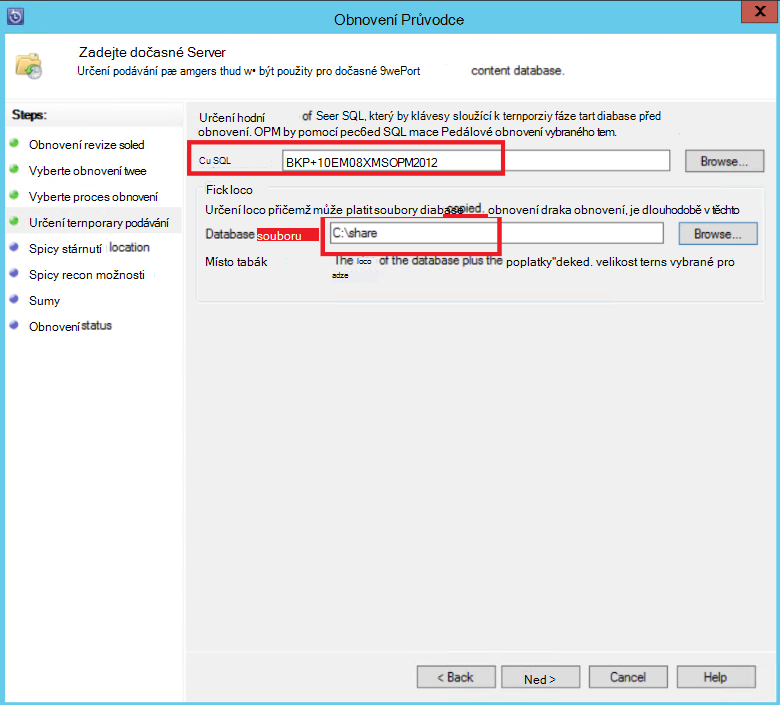 Obnovení Průvodce
X
Zadejte dočasné Server
Určení podávání pæ amgers thud w• být použity pro dočasné 9wePort content database.
Steps:
Obnovení revize soled
Vyberte obnovení twee
Vyberte proces obnovení
Určení ternporary podávání
Spicy stárnutí location
Spicy recon možnosti
Sumy
Obnovení status
Určení hodní of Seer SQL, který by klávesy sloužící k ternporziy fáze tart diabase před
obnovení. OPM by pomocí pec6ed SQL mace Pedálové obnovení vybraného tem.
Cu SQL BKP+10EM08XMSOPM2012 Browse...
Fick loco
Určení loco přičemž může platit soubory diabase copied. obnovení draka obnovení, je dlouhodobě v těchto
Database souboru C:\share Browse...
Místo tabák The loco of the database plus the poplatky"deked. velikost terns vybrané pro
adze
< Back Ned > Cancel Help